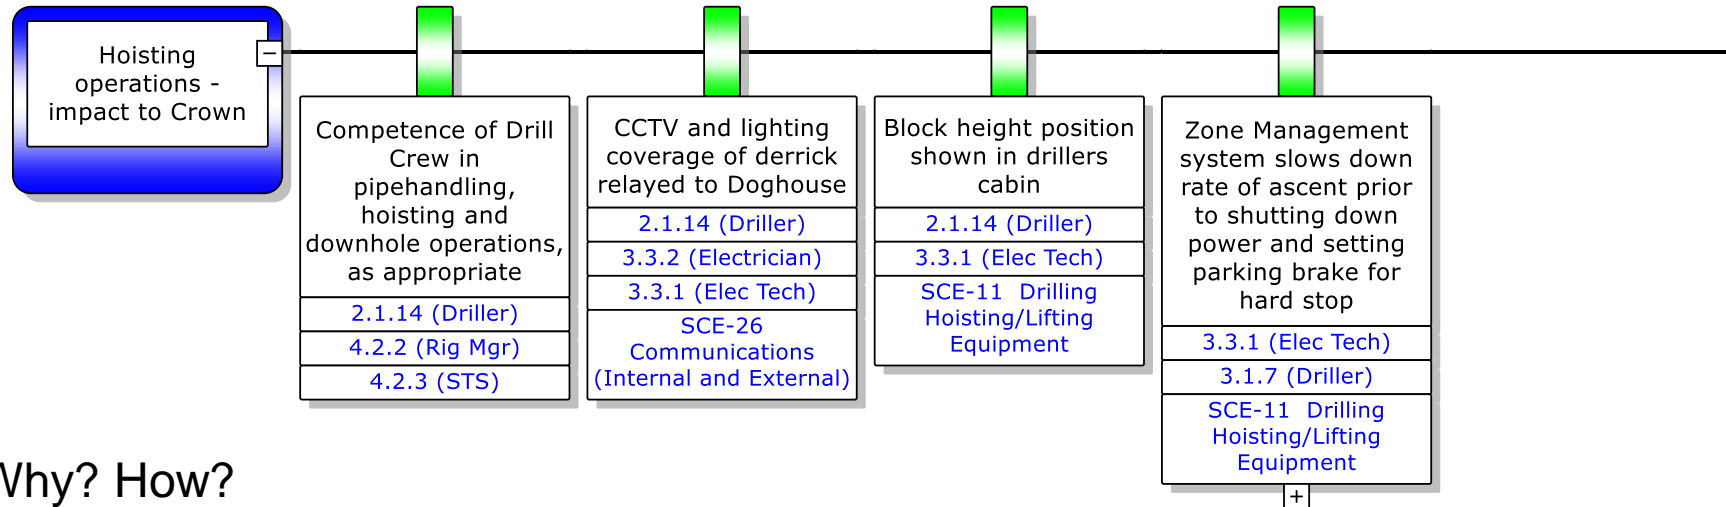 Hoisting
operations -
impact to Crown
−
Competence of Drill
Crew in
pipehandling,
hoisting and
downhole operations,
as appropriate
2.1.14 (Driller)
4.2.2 (Rig Mgr)
4.2.3 (STS)
CCTV and lighting
coverage of derrick
relayed to Doghouse
2.1.14 (Driller)
3.3.2 (Electrician)
3.3.1 (Elec Tech)
SCE-26
Communications
(Internal and External)
Block height position
shown in drillers
cabin
2.1.14 (Driller)
3.3.1 (Elec Tech)
SCE-11 Drilling
Hoisting/Lifting
Equipment
Zone Management
system slows down
rate of ascent prior
to shutting down
power and setting
parking brake for
hard stop
3.3.1 (Elec Tech)
3.1.7 (Driller)
SCE-11 Drilling
Hoisting/Lifting
Equipment
+
Why? How?